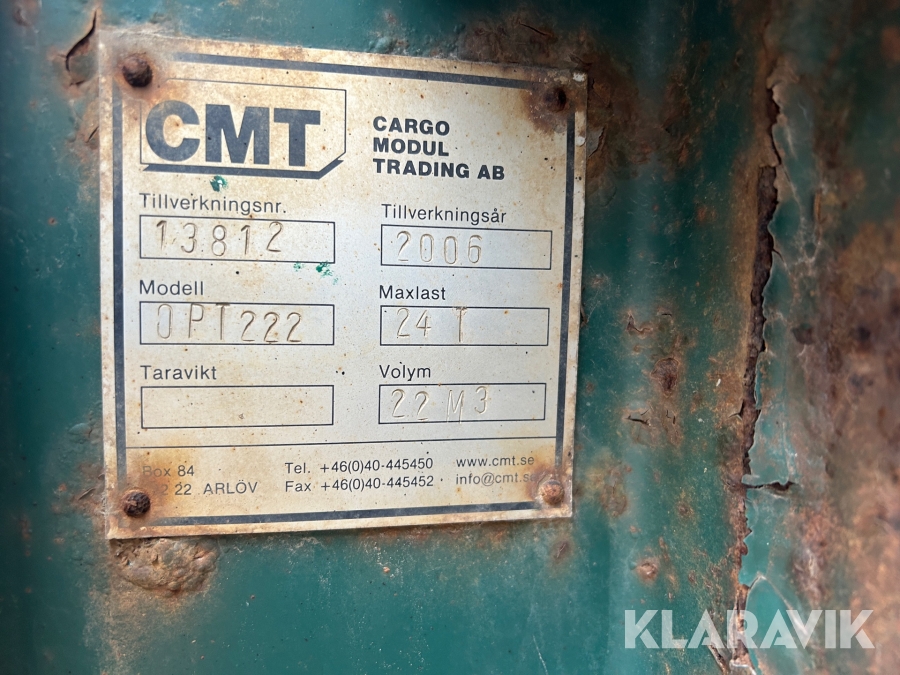 CMT
CARGO
MODUL
TRADING AB
Tillverkningsnr.
13812
Tillverkningsår
2006
Modell
OPT222
Maxlast
24 T
Taravikt
Volym
22 M3
Box 84
22 ARLÖV
Tel. +46(0)40-445450
Fax +46(0)40-445452
www.cmt.se
info@cmt.se
KLARAVIK